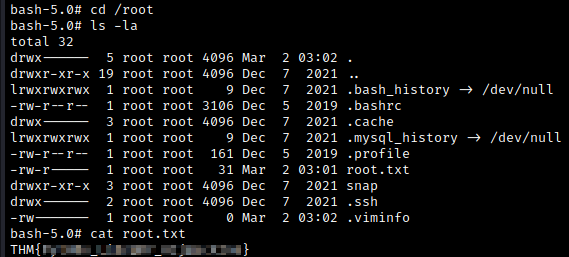 bash-5.0# cd /root
bash-5.0# ls -la
total 32
drwx------  5 root root 4096 Mar  2 03:02 .
drwxr-xr-x 19 root root 4096 Dec  7  2021 ..
lrwxrwxrwx  1 root root    9 Dec  7  2021 .bash_history → /dev/null
-rw-r--r--  1 root root 3106 Dec  5  2019 .bashrc
drwx------  3 root root 4096 Dec  7  2021 .cache
lrwxrwxrwx  1 root root    9 Dec  7  2021 .mysql_history → /dev/null
-rw-r--r--  1 root root  161 Dec  5  2019 .profile
-rw-r-----  1 root root   31 Mar  2 03:01 root.txt
drwxr-xr-x  3 root root 4096 Dec  7  2021 snap
drwx------  2 root root 4096 Dec  7  2021 .ssh
-rw-------  1 root root    0 Mar  2 03:02 .viminfo
bash-5.0# cat root.txt
THM{ }